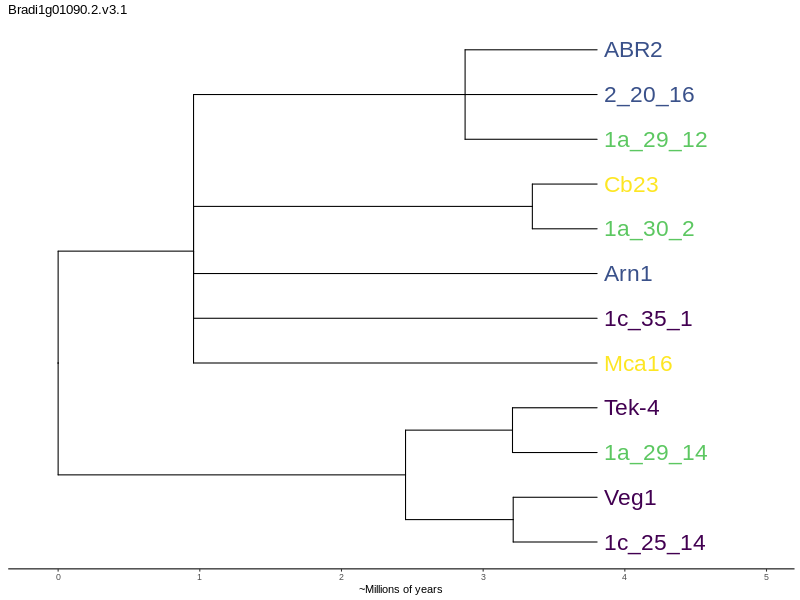 Bradi1g01090.2.v3.1
ABR2
2_20_16
1a_29_12
Cb23
1a_30_2
Arn1
1c_35_1
Mca16
Tek-4
1a_29_14
Veg1
1c_25_14
0 1 2 3 4 5
~Millions of years